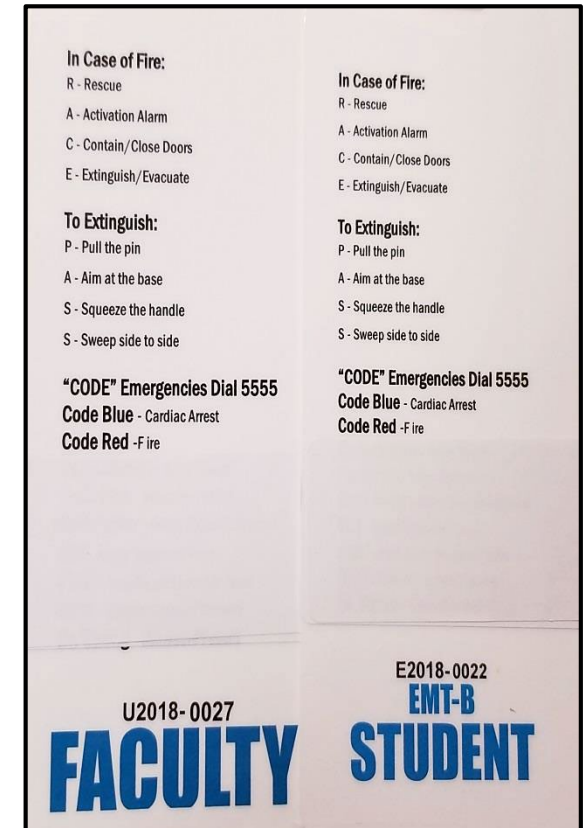 In Case of Fire:
R - Rescue
A - Activation Alarm
C - Contain/Close Doors
E - Extinguish/Evacuate
To Extinguish:
P - Pull the pin
A - Aim at the base
S - Squeeze the handle
S - Sweep side to side
“CODE” Emergencies Dial 5555
Code Blue - Cardiac Arrest
Code Red -F ire
U2018-0027
FACULTY
In Case of Fire:
R - Rescue
A - Activation Alarm
C - Contain/Close Doors
E - Extinguish/Evacuate
To Extinguish:
P - Pull the pin
A - Aim at the base
S - Squeeze the handle
S - Sweep side to side
“CODE” Emergencies Dial 5555
Code Blue - Cardiac Arrest
Code Red -F ire
E2018-0022
EMT-B
STUDENT